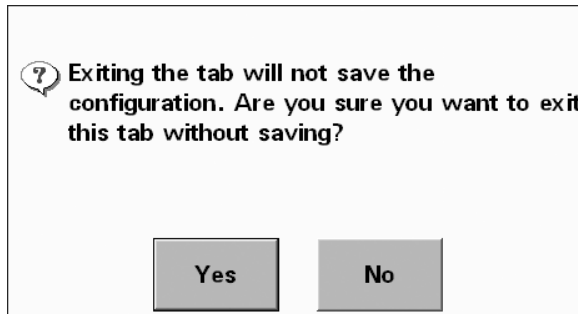 Exiting the tab will not save the
configuration. Are you sure you want to exit
this tab without saving?
Yes
No